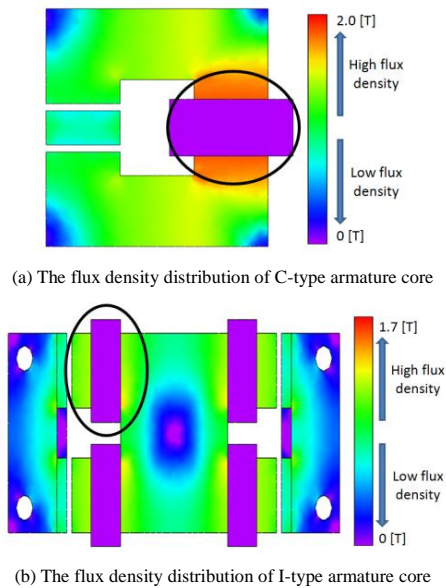 2.0 [T]
High flux
density
Low flux
density
0 [T]
(a) The flux density distribution of C-type armature core
1.7 [T]
High flux
density
Low flux
density
0 [T]
(b) The flux density distribution of I-type armature core